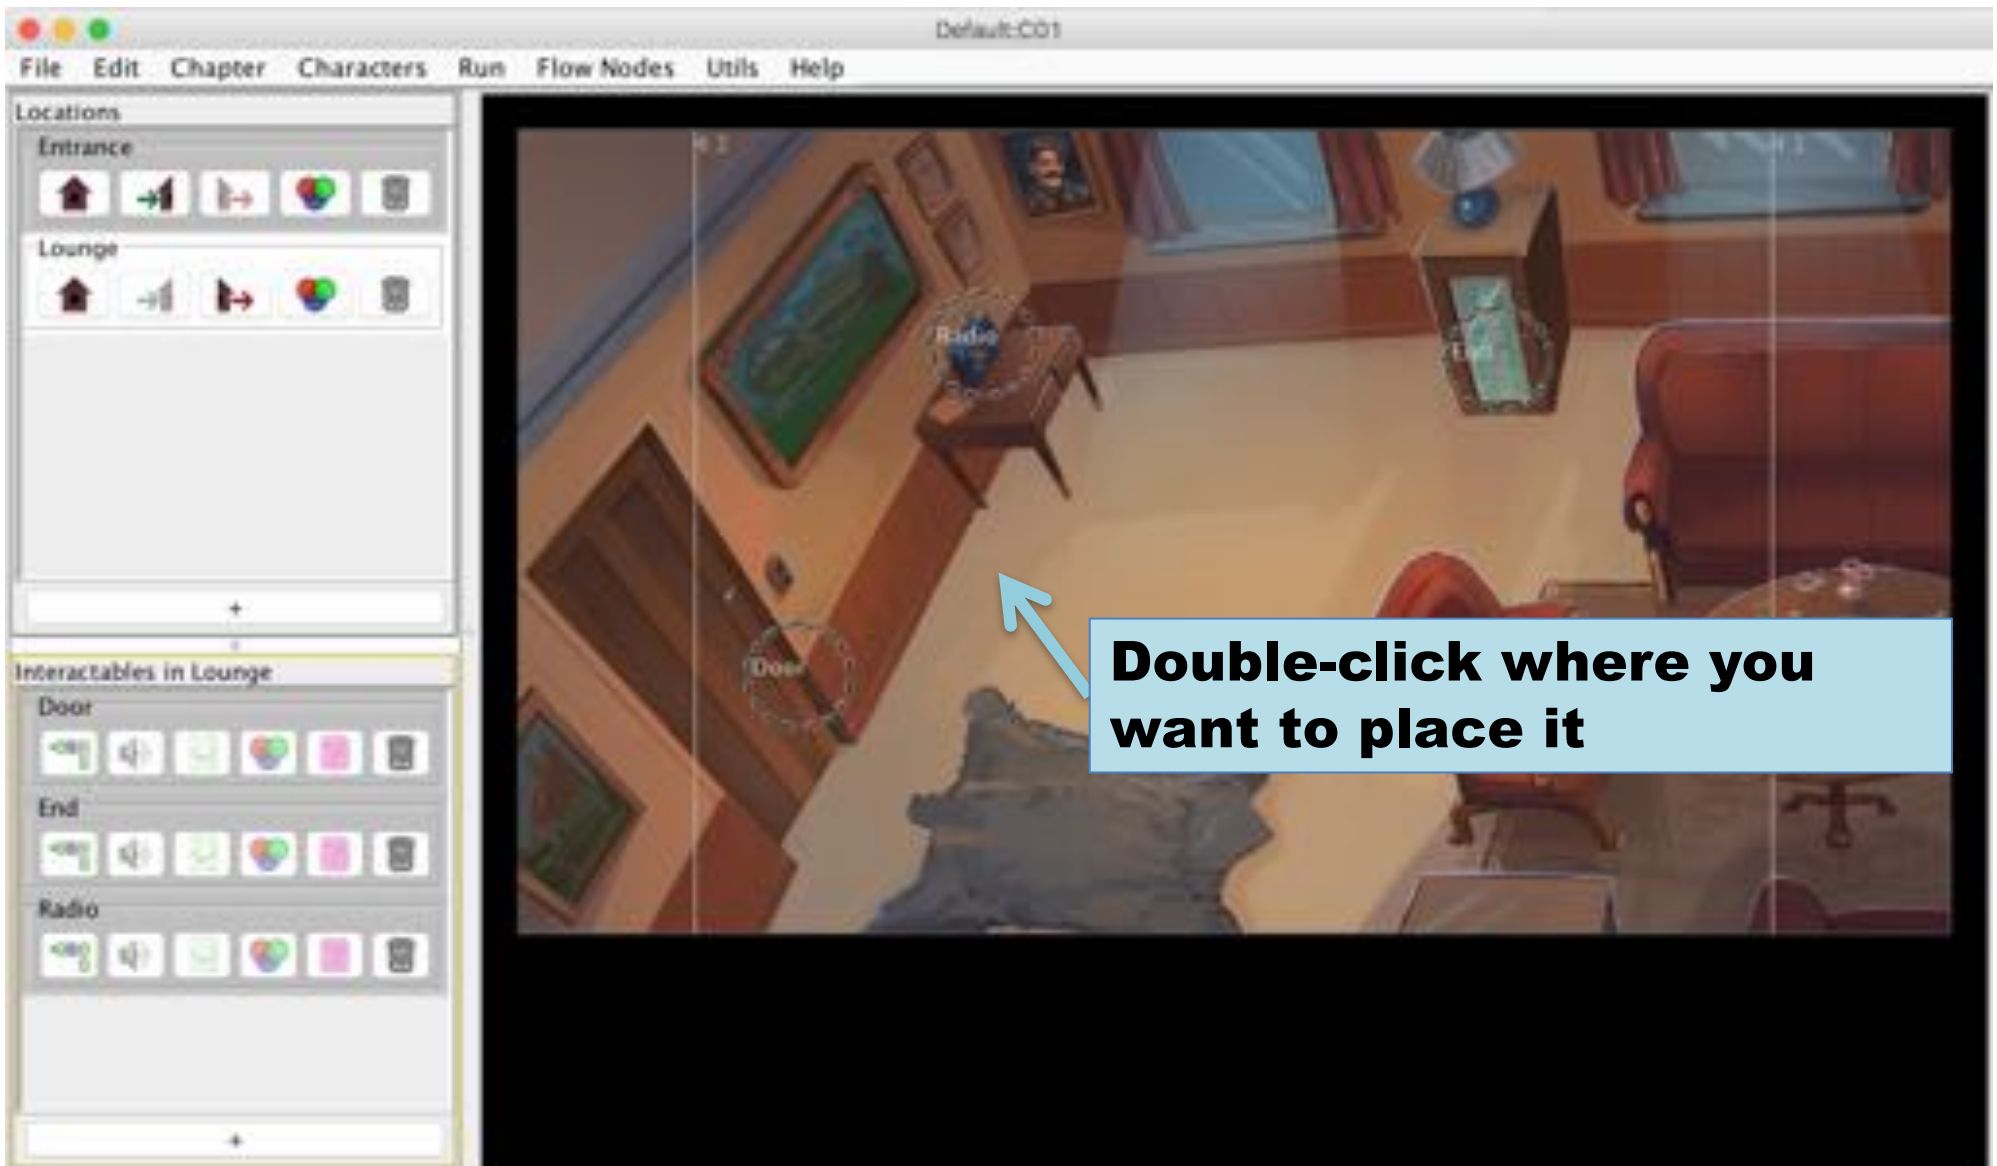 Default:C01
File Edit Chapter Characters Run Flow Nodes Utils Help
Locations
Entrance
Lounge
+
Interactables in Lounge
Door
End
Radio
+
Radio
End
Door
Double-click where you
want to place it